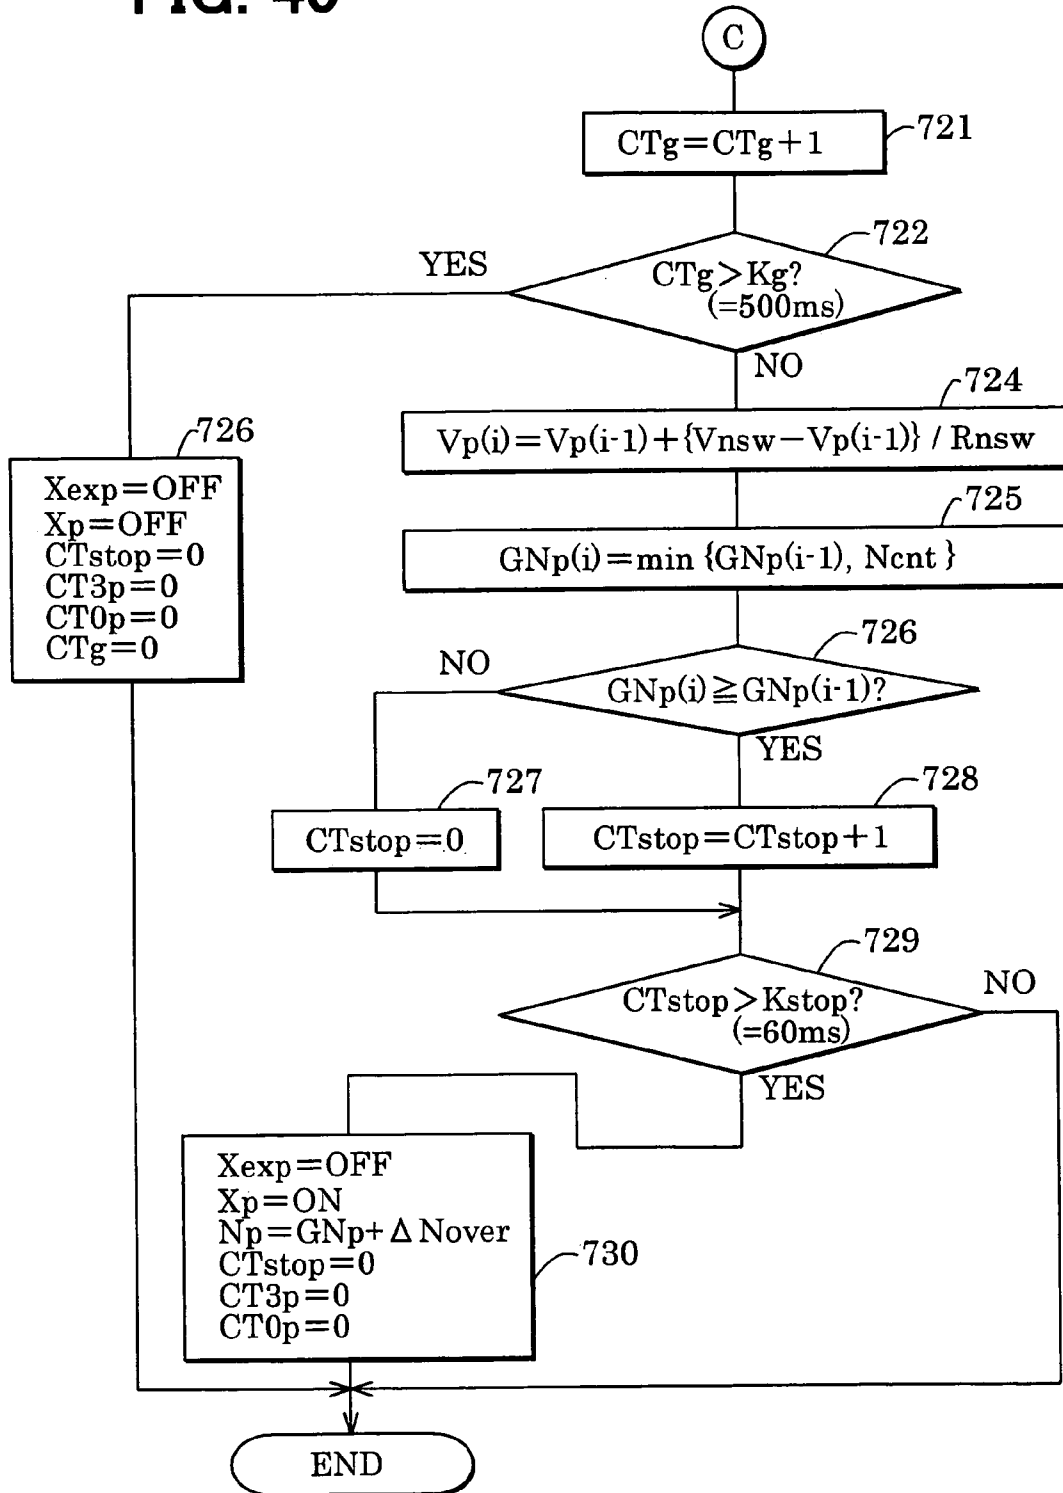 C
CTg=CTg+1
721
722
YES
CTg>Kg?
(=500ms)
NO
724
Vp(i)=Vp(i-1)+{Vnsw-Vp(i-1)} / Rnsw
726
Xexp=OFF
Xp=OFF
CTstop=0
CT3p=0
CT0p=0
CTg=0
725
GNp(i)=min {GNp(i-1), Ncnt }
726
NO
GNp(i)≧GNp(i-1)?
YES
727
CTstop=0
728
CTstop=CTstop+1
729
CTstop>Kstop?
(=60ms)
NO
YES
Xexp=OFF
Xp=ON
Np=GNp+ΔNover
CTstop=0
CT3p=0
CT0p=0
730
END